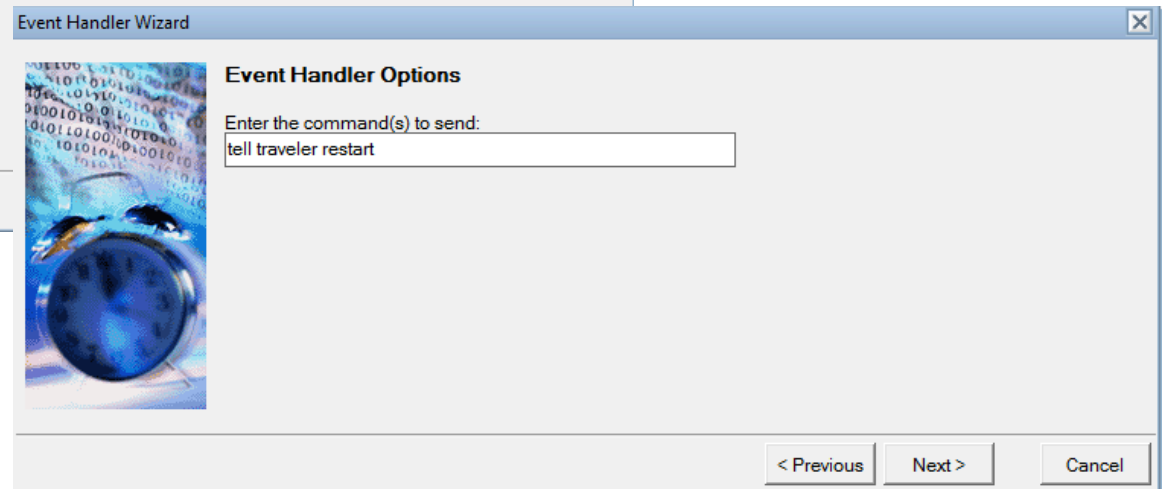 Event Handler Wizard
Event Handler Options
Enter the command(s) to send:
tell traveler restart
< Previous
Next >
Cancel